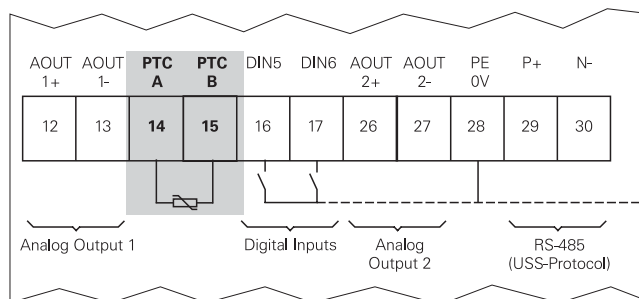 AOUT 1+ AOUT 1- PTC A PTC B DIN5 DIN6 AOUT 2+ AOUT 2- PE 0V P+ N-
12 13 14 15 16 17 26 27 28 29 30
Analog Output 1 Digital Inputs Analog Output 2 RS-485 (USS-Protocol)